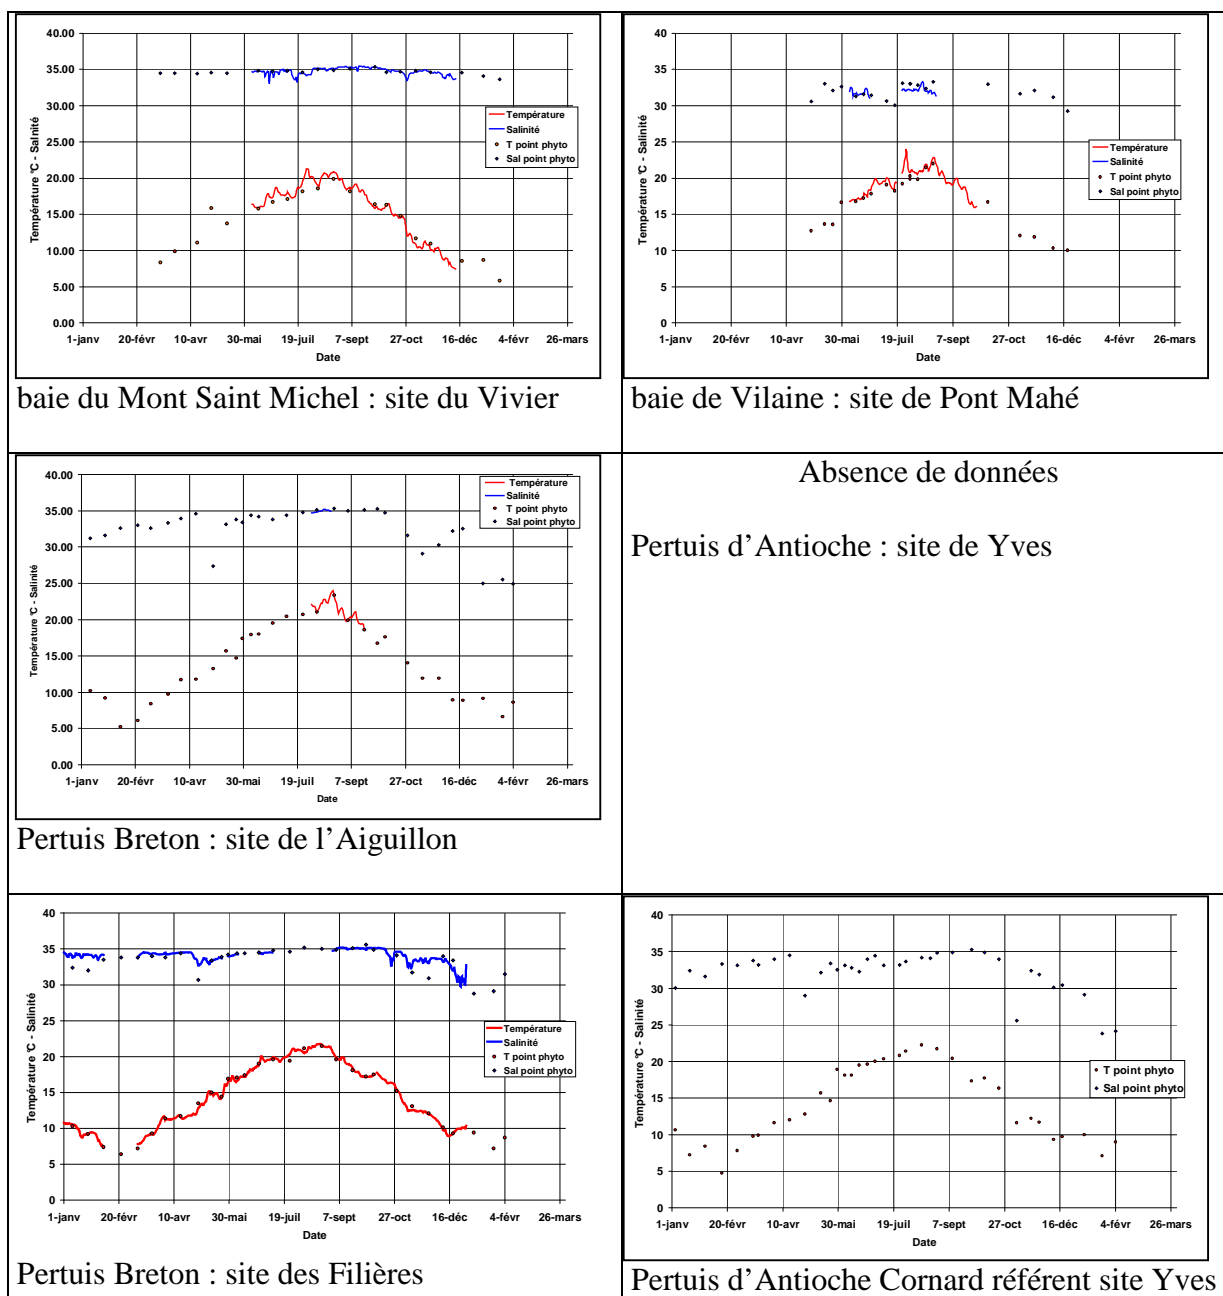 40.00
35.00
30.00
25.00
20.00
15.00
10.00
5.00
0.00
Température °C - Salnité
1-janv 20-févr 10-avr 30-mai 19-juil 7-sept 27-oct 16-déc 4-févr 26-mars
Date
Température
Salinité
T point phyto
Sal point phyto
baie du Mont Saint Michel : site du Vivier
40
35
30
25
20
15
10
5
0
Température °C - Salinité
1-janv 20-févr 10-avr 30-mai 19-juil 7-sept 27-oct 16-déc 4-févr 26-mars
Date
Température
Salinité
T point phyto
Sal point phyto
baie de Vilaine : site de Pont Mahé
40.00
35.00
30.00
25.00
20.00
15.00
10.00
5.00
0.00
Température °C - Salinité
1-janv 20-févr 10-avr 30-mai 19-juil 7-sept 27-oct 16-déc 4-févr 26-mars
Date
Température
Salinité
T point phyto
Sal point phyto
Pertuis Breton : site de l’Aiguillon
Absence de données
Pertuis d’Antioche : site de Yves
40
35
30
25
20
15
10
5
0
Température °C - Salinité
1-janv 20-févr 10-avr 30-mai 19-juil 7-sept 27-oct 16-déc 4-févr 26-mars
Date
Température
Salinité
T point phyto
Sal point phyto
Pertuis Breton : site des Filières
40
35
30
25
20
15
10
5
0
Température °C - Salinité
1-janv 20-févr 10-avr 30-mai 19-juil 7-sept 27-oct 16-déc 4-févr 26-mars
Date
T point phyto
Sal point phyto
Pertuis d’Antioche Cornard référent site Yves